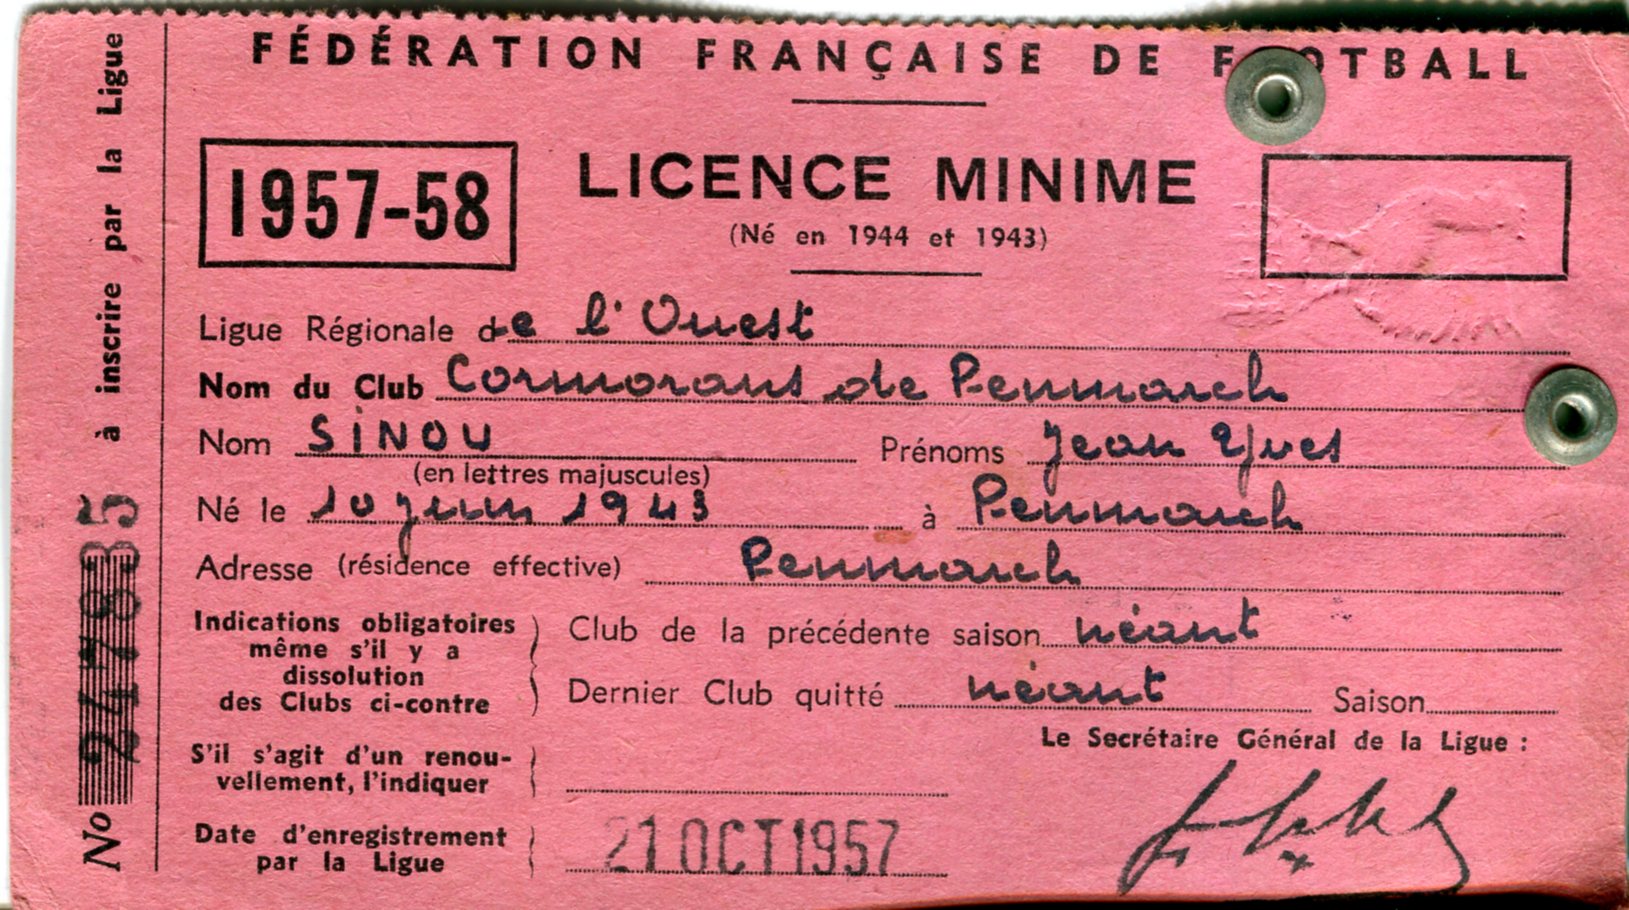 FÉDÉRATION FRANÇAISE DE FOOTBALL
1957-58
LICENCE MINIME
(Né en 1944 et 1943)
Ligue Régionale de l'Ouest
Nom du Club Cormorans de Penmarch
Nom SINOU Prénoms Jean Yves
(en lettres majuscules)
Né le 10 juin 1943 à Penmarch
Adresse (résidence effective) Penmarch
Indications obligatoires
même s'il y a
dissolution
des Clubs ci-contre
Club de la précédente saison néant
Dernier Club quitté néant Saison
Le Secrétaire Général de la Ligue :
S'il s'agit d'un renou-
vellement, l'indiquer
Date d'enregistrement
par la Ligue
21 OCT 1957
No 24785 à inscrire par la Ligue